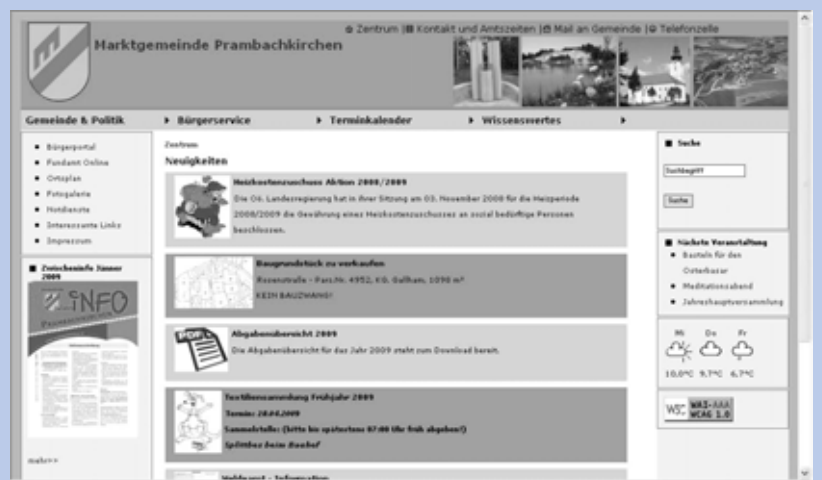 Zentrum | Kontakt und Amtszeiten | Mail an Gemeinde | Telefonzelle
Marktgemeinde Prambachkirchen
Gemeinde & Politik
Bürgerservice
Terminkalender
Wissenswertes
Bürgerportal
Fundamt Online
Ortsplan
Fotogalerie
Notdienste
Interessante Links
Impressum
Zwischeninfo Jänner
2009
iNFO
PRAMBACHKIRCHEN
mehr>>
Zentrum
Neuigkeiten
Heizkostenzuschuss Aktion 2008/2009
Die Oö. Landesregierung hat in ihrer Sitzung am 03. November 2008 für die Heizperiode
2008/2009 die Gewährung eines Heizkostenzuschusses an sozial bedürftige Personen
beschlossen.
Baugrundstück zu verkaufen
Rosenstraße - Parz.Nr. 4952, KG. Gallham, 1090 m²
KEIN BAUZWANG!
PDF
Abgabenübersicht 2009
Die Abgabenübersicht für das Jahr 2009 steht zum Download bereit.
Textiliensammlung Frühjahr 2009
Termin: 20.04.2009
Sammelstelle: (bitte bis spätestens 07:00 Uhr früh abgeben!)
Splittbox beim Bauhof
Suche
Suchbegriff
Suche
Nächste Veranstaltung
Basteln für den
Osterbasar
Meditationsabend
Jahreshauptversammlung
Mi Do Fr
10.0°C 9.7°C 6.7°C
W3C WAI-AAA
WCAG 1.0